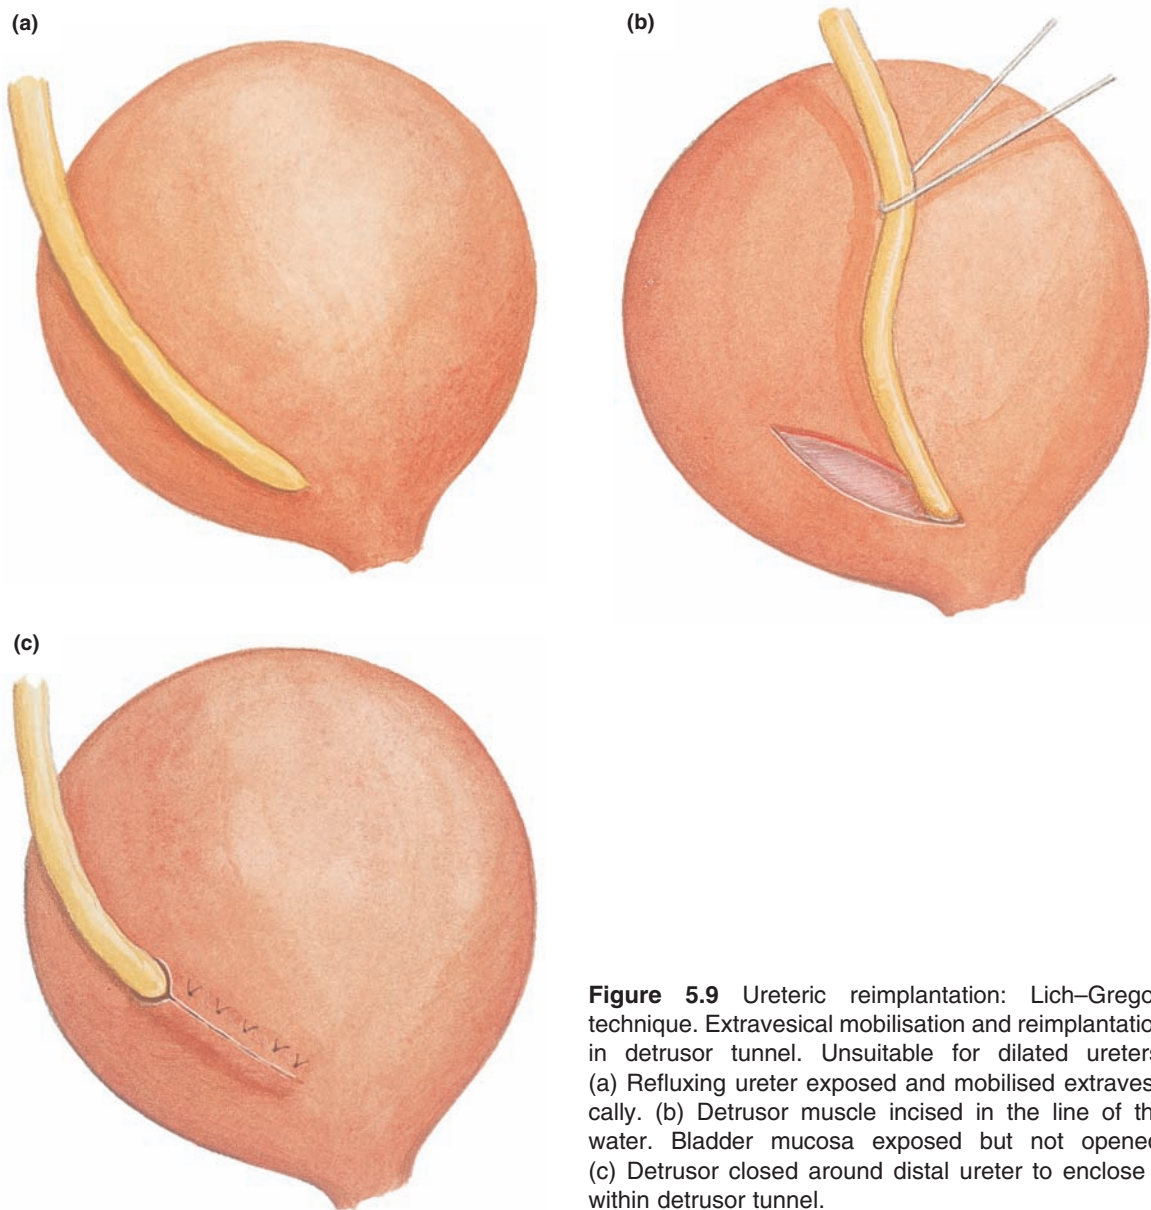 (a)
(b)
(c)
Figure 5.9 Ureteric reimplantation: Lich–Grego
technique. Extravesical mobilisation and reimplantatio
in detrusor tunnel. Unsuitable for dilated ureters
(a) Refluxing ureter exposed and mobilised extraves
cally. (b) Detrusor muscle incised in the line of th
water. Bladder mucosa exposed but not opened
(c) Detrusor closed around distal ureter to enclose
within detrusor tunnel.